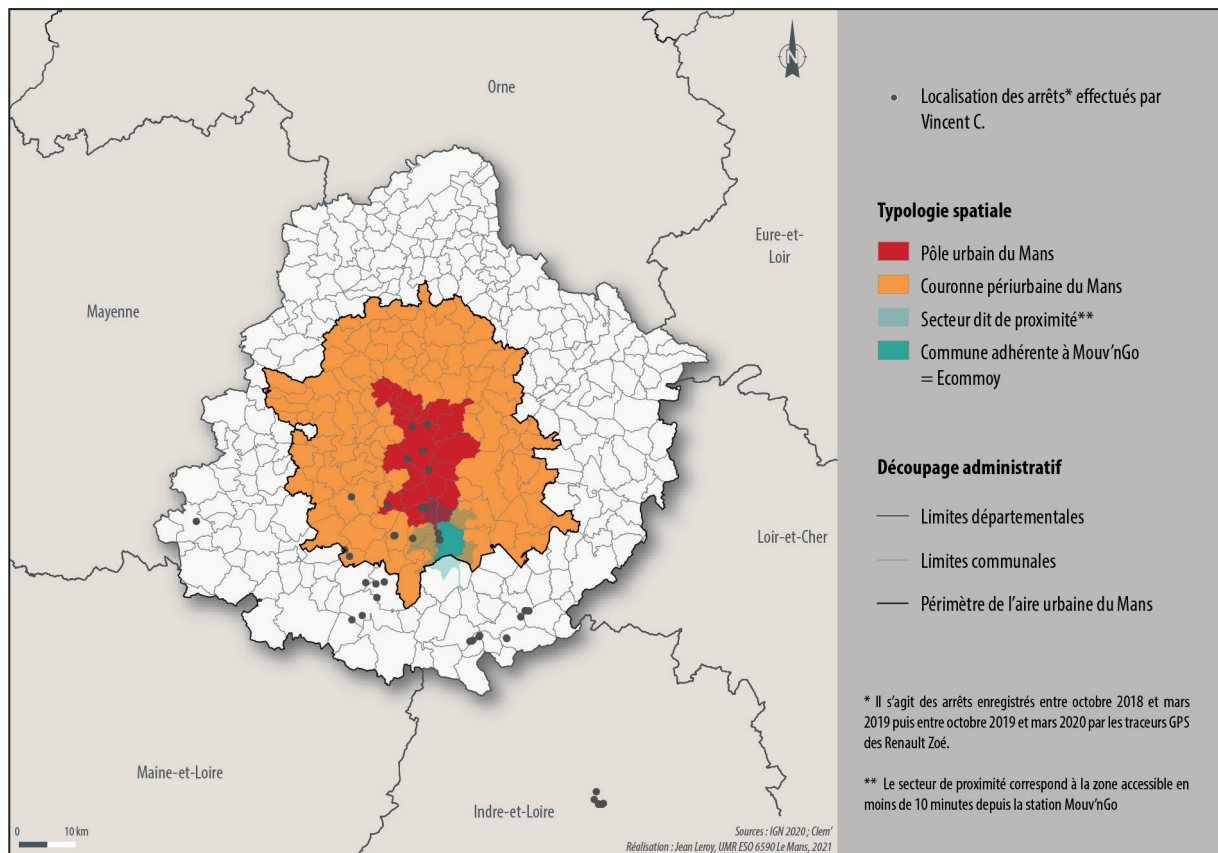 N
Orne
Eure-et-
Loir
Mayenne
Loir-et-Cher
Maine-et-Loire
Indre-et-Loire
0 10 km
Sources : IGN 2020 ; Clem'
Réalisation : Jean Leroy, UMR ESO 6590 Le Mans, 2021
Localisation des arrêts* effectués par
Vincent C.
Typologie spatiale
Pôle urbain du Mans
Couronne périurbaine du Mans
Secteur dit de proximité**
Commune adhérente à Mouv'nGo
= Ecommoy
Découpage administratif
Limites départementales
Limites communales
Périmètre de l'aire urbaine du Mans
* Il s'agit des arrêts enregistrés entre octobre 2018 et mars
2019 puis entre octobre 2019 et mars 2020 par les traceurs GPS
des Renault Zoé.
** Le secteur de proximité correspond à la zone accessible en
moins de 10 minutes depuis la station Mouv'nGo